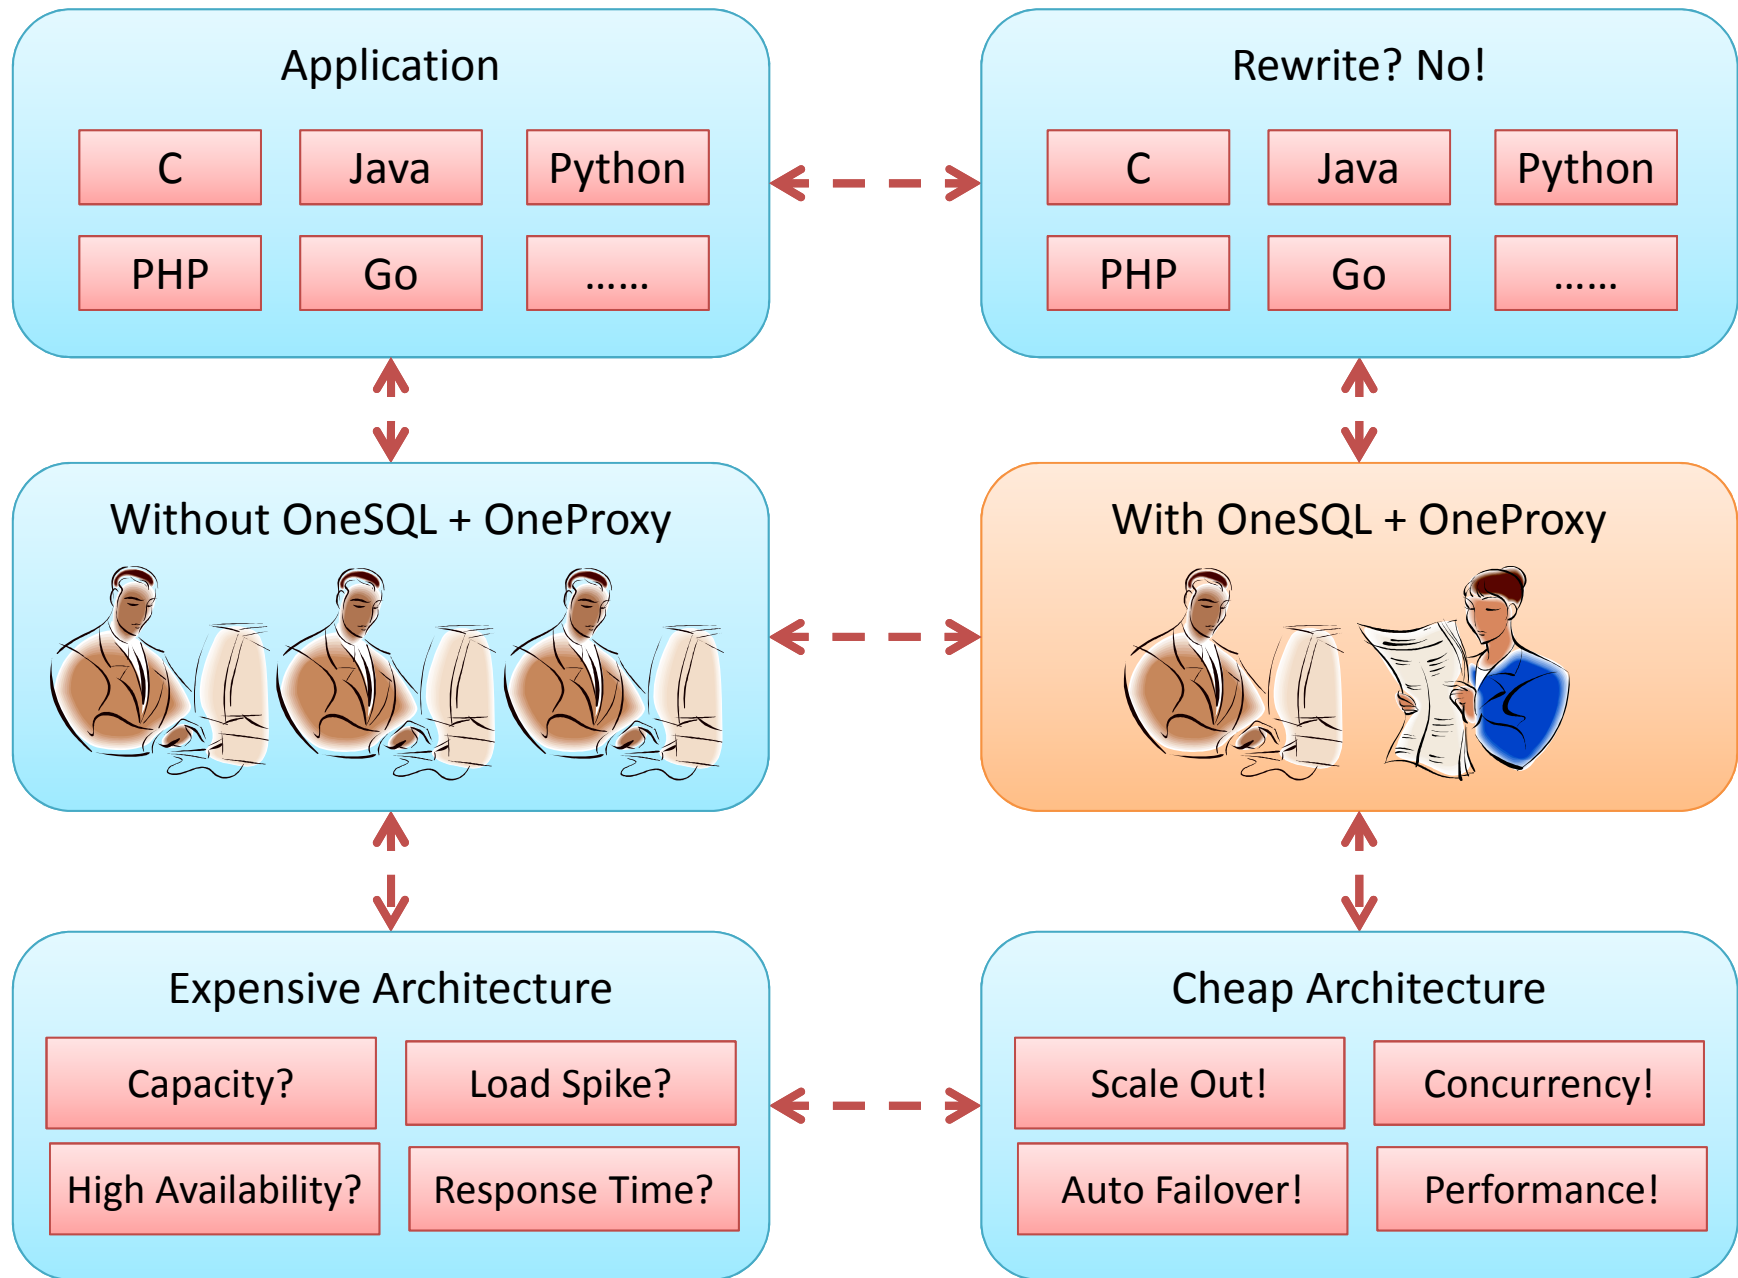 Application
C
Java
Python
PHP
Go
......
Rewrite? No!
C
Java
Python
PHP
Go
......
Without OneSQL + OneProxy
With OneSQL + OneProxy
Expensive Architecture
Capacity?
Load Spike?
High Availability?
Response Time?
Cheap Architecture
Scale Out!
Concurrency!
Auto Failover!
Performance!